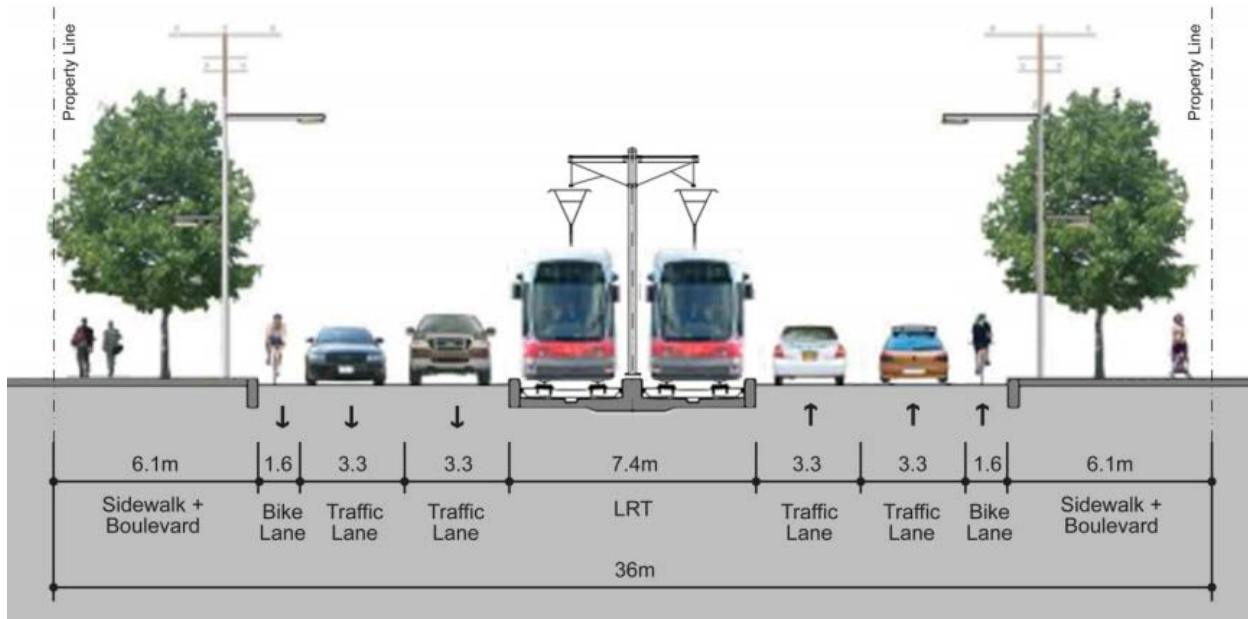 Property Line
Property Line
6.1m 1.6 3.3 3.3 7.4m 3.3 3.3 1.6 6.1m
Sidewalk + Bike Traffic Traffic LRT Traffic Traffic Bike Sidewalk +
Boulevard Lane Lane Lane Lane Lane Lane Boulevard
36m